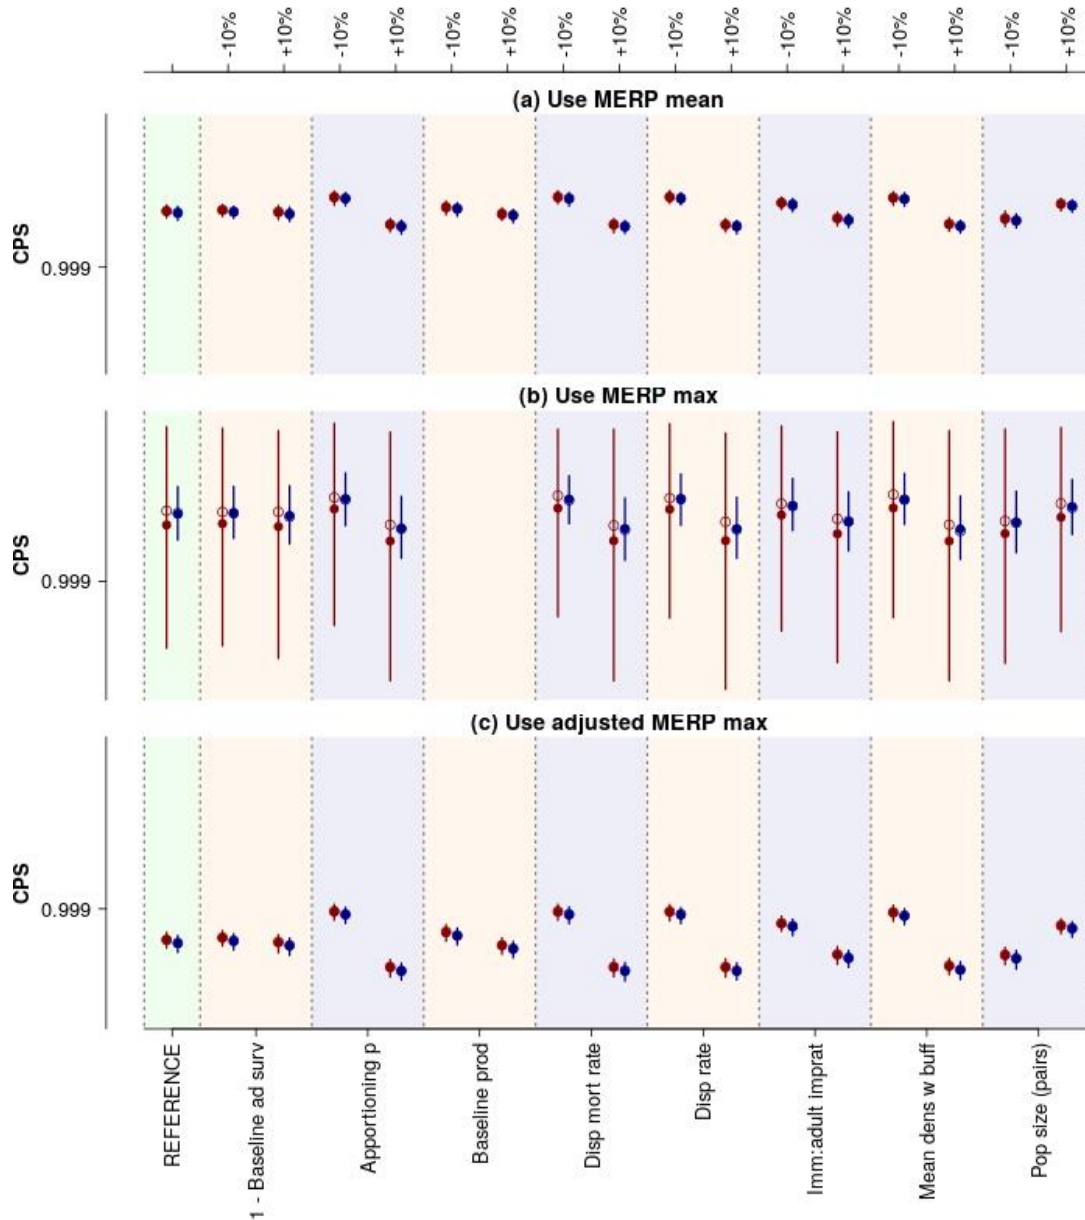 -10% +10% -10% +10% -10% +10% -10% +10% -10% +10% -10% +10% -10% +10% -10% +10%
(a) Use MERP mean
CPS
0.999
(b) Use MERP max
CPS
0.999
(c) Use adjusted MERP max
CPS
0.999
REFERENCE
1 - Baseline ad surv
Apportioning p
Baseline prod
Disp mort rate
Disp rate
Imm:adult imprat
Mean dens w buff
Pop size (pairs)